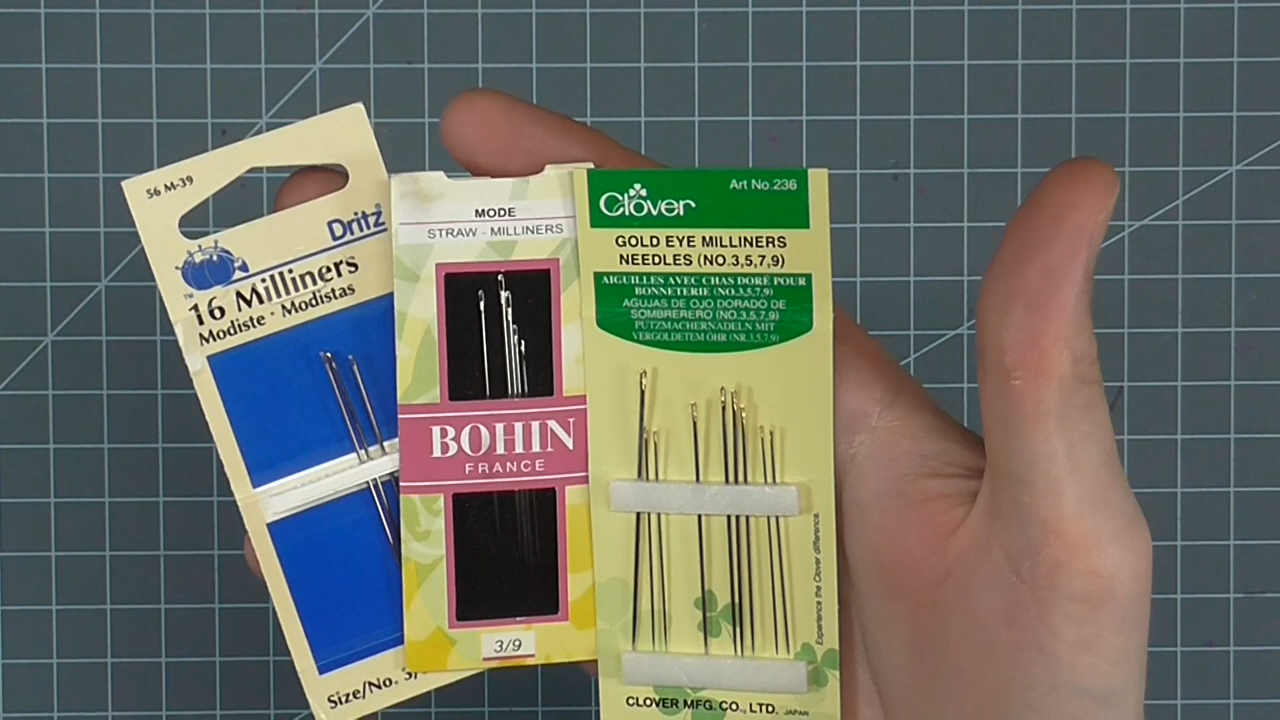 56 M-39
Dritz
™
16 Milliners
Modiste · Modistas
Size/No. 3/
MODE
STRAW - MILLINERS
BOHIN
FRANCE
3/9
Clover
Art No.236
GOLD EYE MILLINERS
NEEDLES (NO.3,5,7,9)
AIGUILLES AVEC CHAS DORÉ POUR
BONNETERIE (NO.3,5,7,9)
AGUJAS DE OJO DORADO DE
SOMBRERERO (NO.3,5,7,9)
PUTZMACHERNADELN MIT
VERGOLDETEM ÖHR (NR.3,5,7,9)
Experience the Clover difference.
CLOVER MFG. CO., LTD. JAPAN